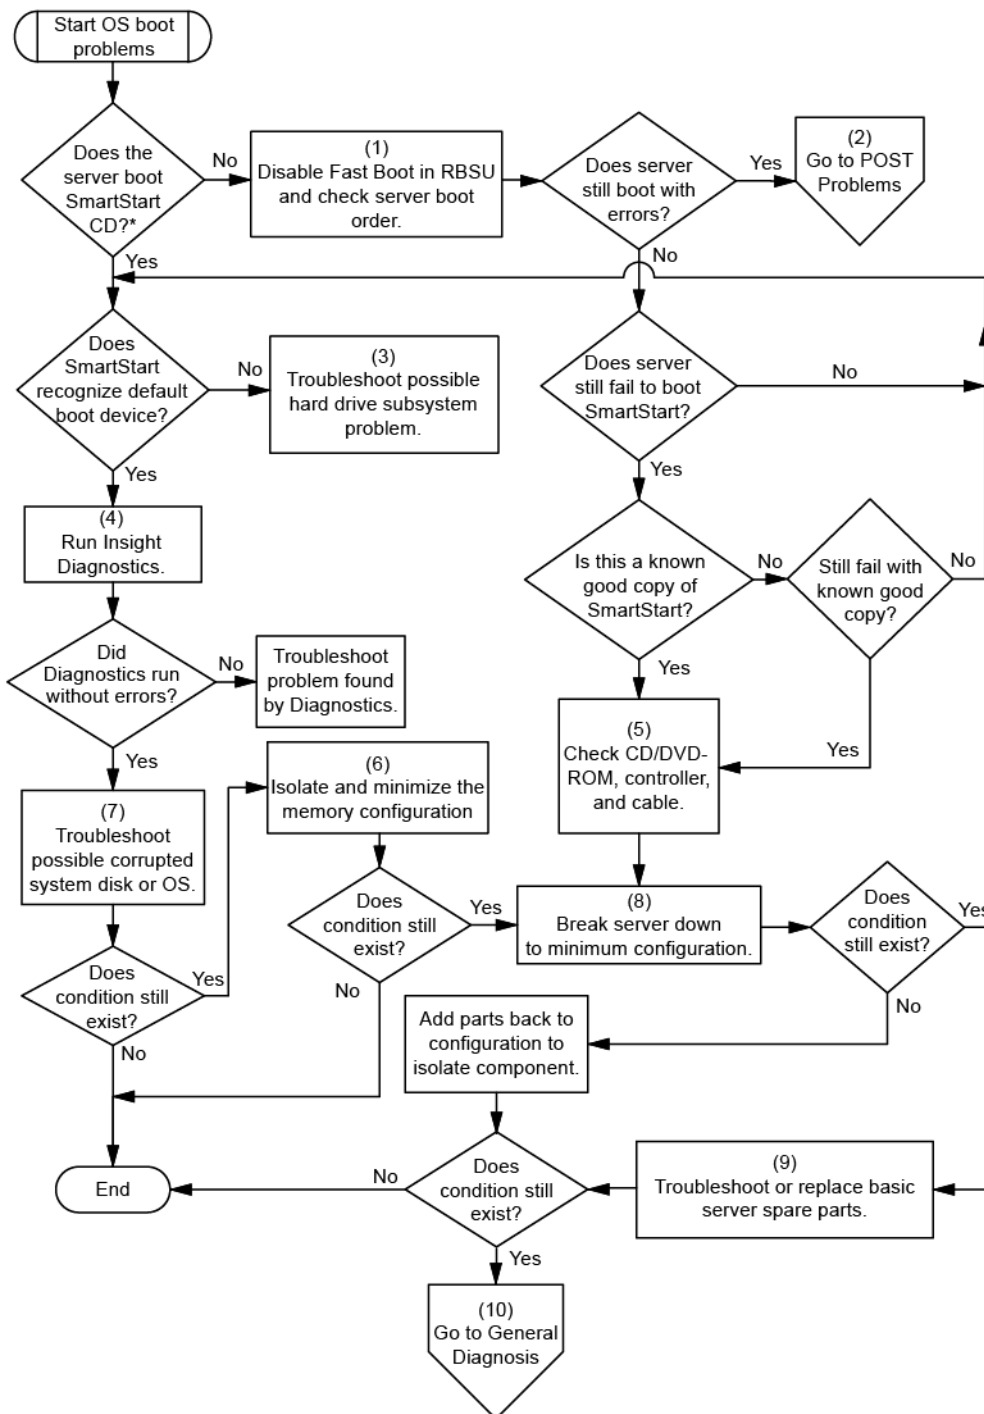 Start OS boot
problems
Does the
server boot
SmartStart
CD?*
No
(1)
Disable Fast Boot in RBSU
and check server boot
order.
Does server
still boot with
errors?
Yes
(2)
Go to POST
Problems
Yes
No
Does
SmartStart
recognize default
boot device?
No
(3)
Troubleshoot possible
hard drive subsystem
problem.
Does server
still fail to boot
SmartStart?
No
Yes
Yes
(4)
Run Insight
Diagnostics.
Is this a known
good copy of
SmartStart?
No
Still fail with
known good
copy?
No
Did
Diagnostics run
without errors?
No
Troubleshoot
problem found
by Diagnostics.
Yes
Yes
Yes
(5)
Check CD/DVD-
ROM, controller,
and cable.
(6)
Isolate and minimize the
memory configuration
(7)
Troubleshoot
possible corrupted
system disk or OS.
Does
condition still
exist?
Yes
(8)
Break server down
to minimum configuration.
Does
condition
still exist?
Yes
Does
condition still
exist?
Yes
No
No
No
Add parts back to
configuration to
isolate component.
End
No
Does
condition still
exist?
(9)
Troubleshoot or replace basic
server spare parts.
Yes
(10)
Go to General
Diagnosis